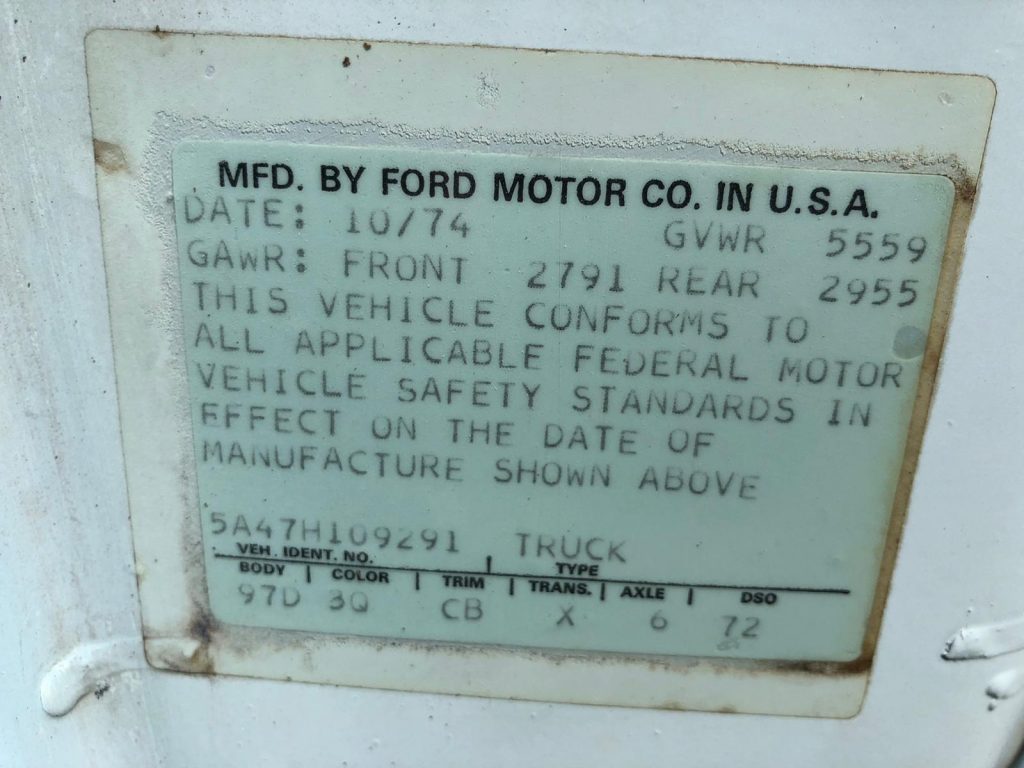 MFD. BY FORD MOTOR CO. IN U.S.A.
DATE: 10/74 GVWR 5559
GAWR: FRONT 2791 REAR 2955
THIS VEHICLE CONFORMS TO
ALL APPLICABLE FEDERAL MOTOR
VEHICLE SAFETY STANDARDS IN
EFFECT ON THE DATE OF
MANUFACTURE SHOWN ABOVE
5A47H109291 TRUCK
VEH. IDENT. NO. TYPE
BODY | COLOR | TRIM | TRANS. | AXLE | DSO
97D 3Q CB X 6 72